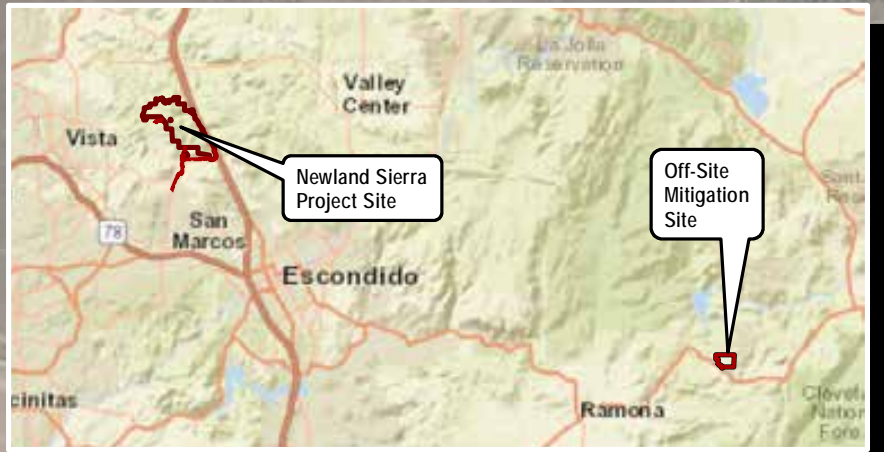 La Jolla
Reservation
Valley
Center
Vista
Newland Sierra
Project Site
Off-Site
Mitigation
Site
San
Marcos
78
Escondido
Ramona
cinitas